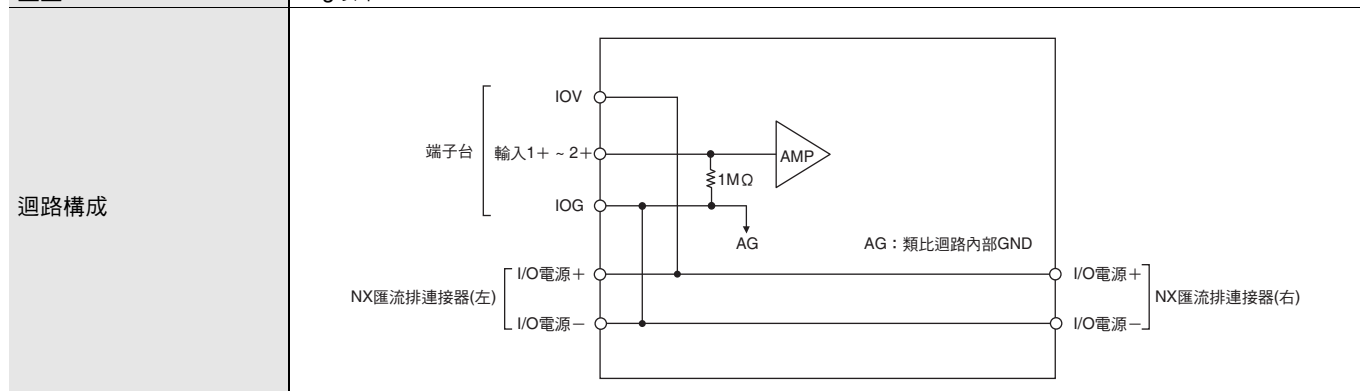 迴路構成
IOV
端子台
輸入1＋ ~ 2＋
AMP
1MΩ
IOG
AG
AG：類比迴路內部GND
I/O電源＋
I/O電源＋
NX匯流排連接器(左)
NX匯流排連接器(右)
I/O電源－
I/O電源－